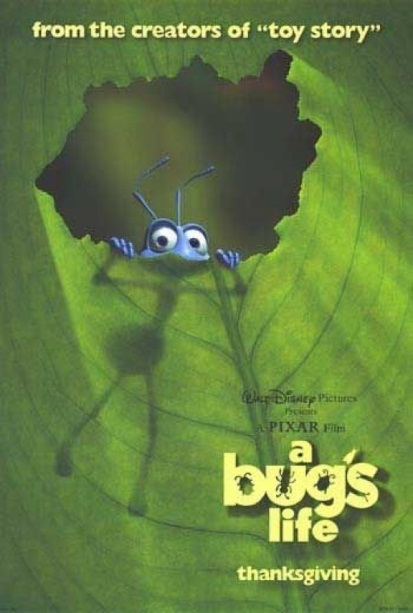 from the creators of "toy story"
Walt Disney Pictures
Presents
A PIXAR Film
a
bug's
life
thanksgiving